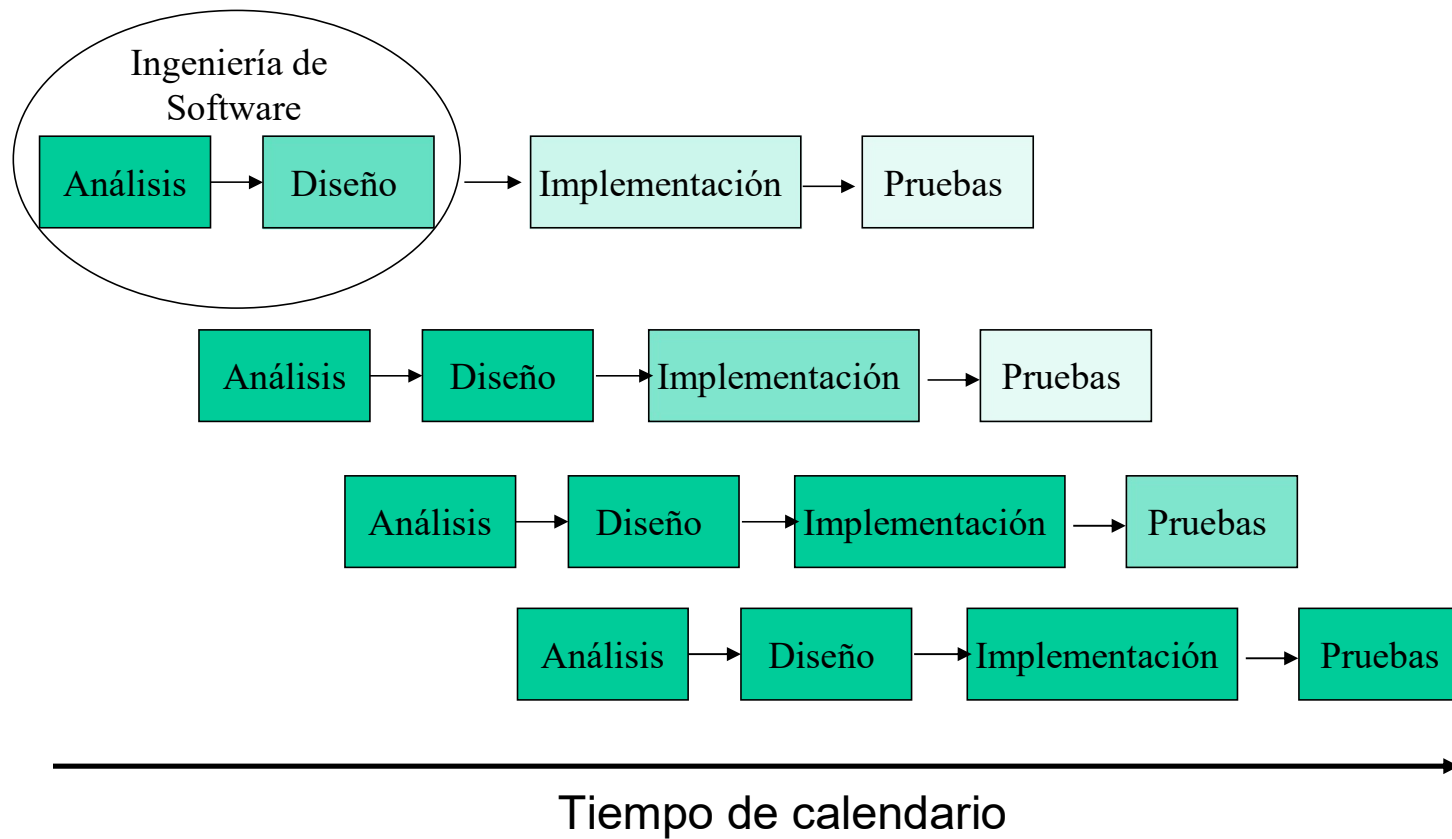 Ingeniería de
Software
Análisis
Diseño
Implementación
Pruebas
Análisis
Diseño
Implementación
Pruebas
Análisis
Diseño
Implementación
Pruebas
Análisis
Diseño
Implementación
Pruebas
Tiempo de calendario